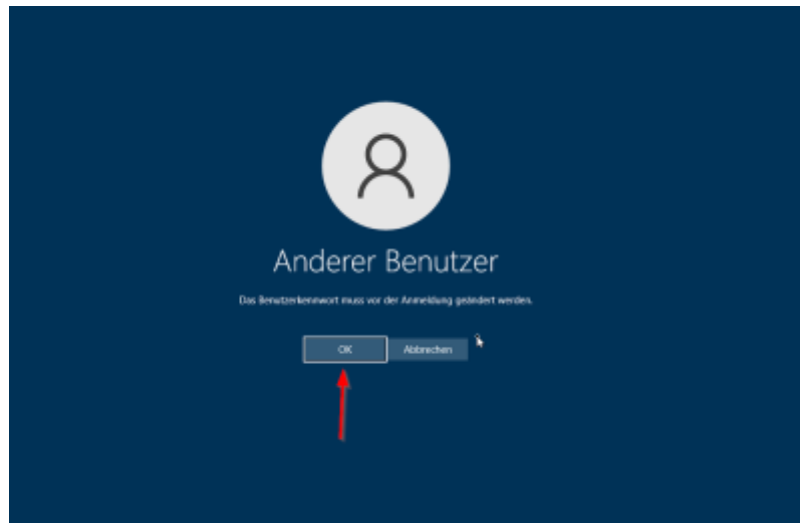 Anderer Benutzer
Das Benutzerkennwort muss vor der Anmeldung geändert werden.
OK
Abbrechen